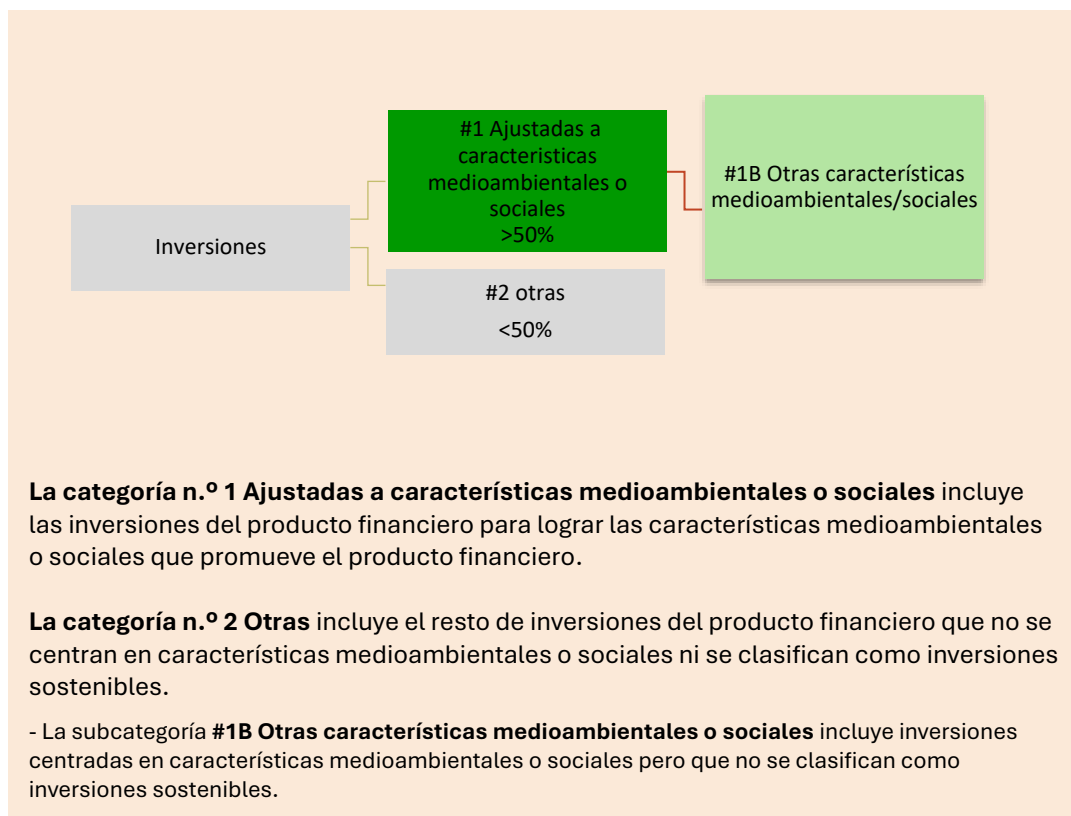 #1 Ajustadas a
caracteristicas
medioambientales o
sociales
>50%
#1B Otras características
medioambientales/sociales
Inversiones
#2 otras
<50%
La categoría n.º 1 Ajustadas a características medioambientales o sociales incluye
las inversiones del producto financiero para lograr las características medioambientales
o sociales que promueve el producto financiero.
La categoría n.º 2 Otras incluye el resto de inversiones del producto financiero que no se
centran en características medioambientales o sociales ni se clasifican como inversiones
sostenibles.
- La subcategoría #1B Otras características medioambientales o sociales incluye inversiones
centradas en características medioambientales o sociales pero que no se clasifican como
inversiones sostenibles.